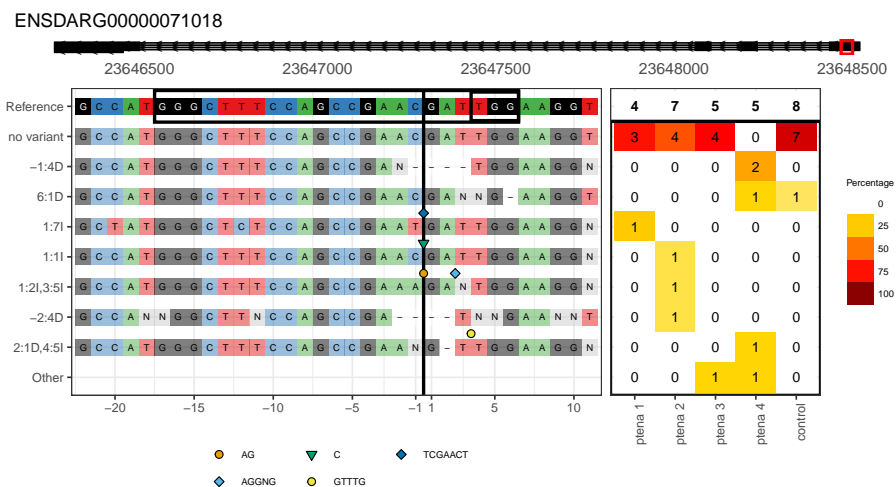 ENSDARG00000071018
23646500 23647000 23647500 23648000 23648500
Reference G C C A T G G G C T T T C C A G C C G A A C G A T T G G A A G G T 4 7 5 5 8
no variant G C C A T G G G C T T T C C A G C C G A A C G A T T G G A A G G T 3 4 4 0 7
−1:4D G C C A T G G G C T T T C C A G C C G A N - - - - T G G A A G G N 0 0 0 2 0
6:1D G C C A T G G G C T T T C C A G C C G A A C G A N N G - A A G G T 0 0 0 1 1
1:7I G C T A T G G G C T C T C C A G C C G A A T G A T T G G A A G G N 1 0 0 0 0
1:1I G C C A T G G G C T T T C C A G C C G A A C G A T T G G A A G G N 0 1 0 0 0
1:2I,3:5I G C C A T G G G C T T T C C A G C C G A A A G A N T G G A A G G N 0 1 0 0 0
−2:4D G C C A N N G G C T T N C C A G C C G A - - - - T N N G A A N N T 0 1 0 0 0
2:1D,4:5I G C C A T G G G C T T T C C A G C C G A A N G - T T G G A A G G N 0 0 0 1 0
Other 0 0 1 1 0
−20 −15 −10 −5 −1 1 5 10
ptena 1 ptena 2 ptena 3 ptena 4 control
Percentage
0
25
50
75
100
AG C TCGAACT
AGGNG GTTTG